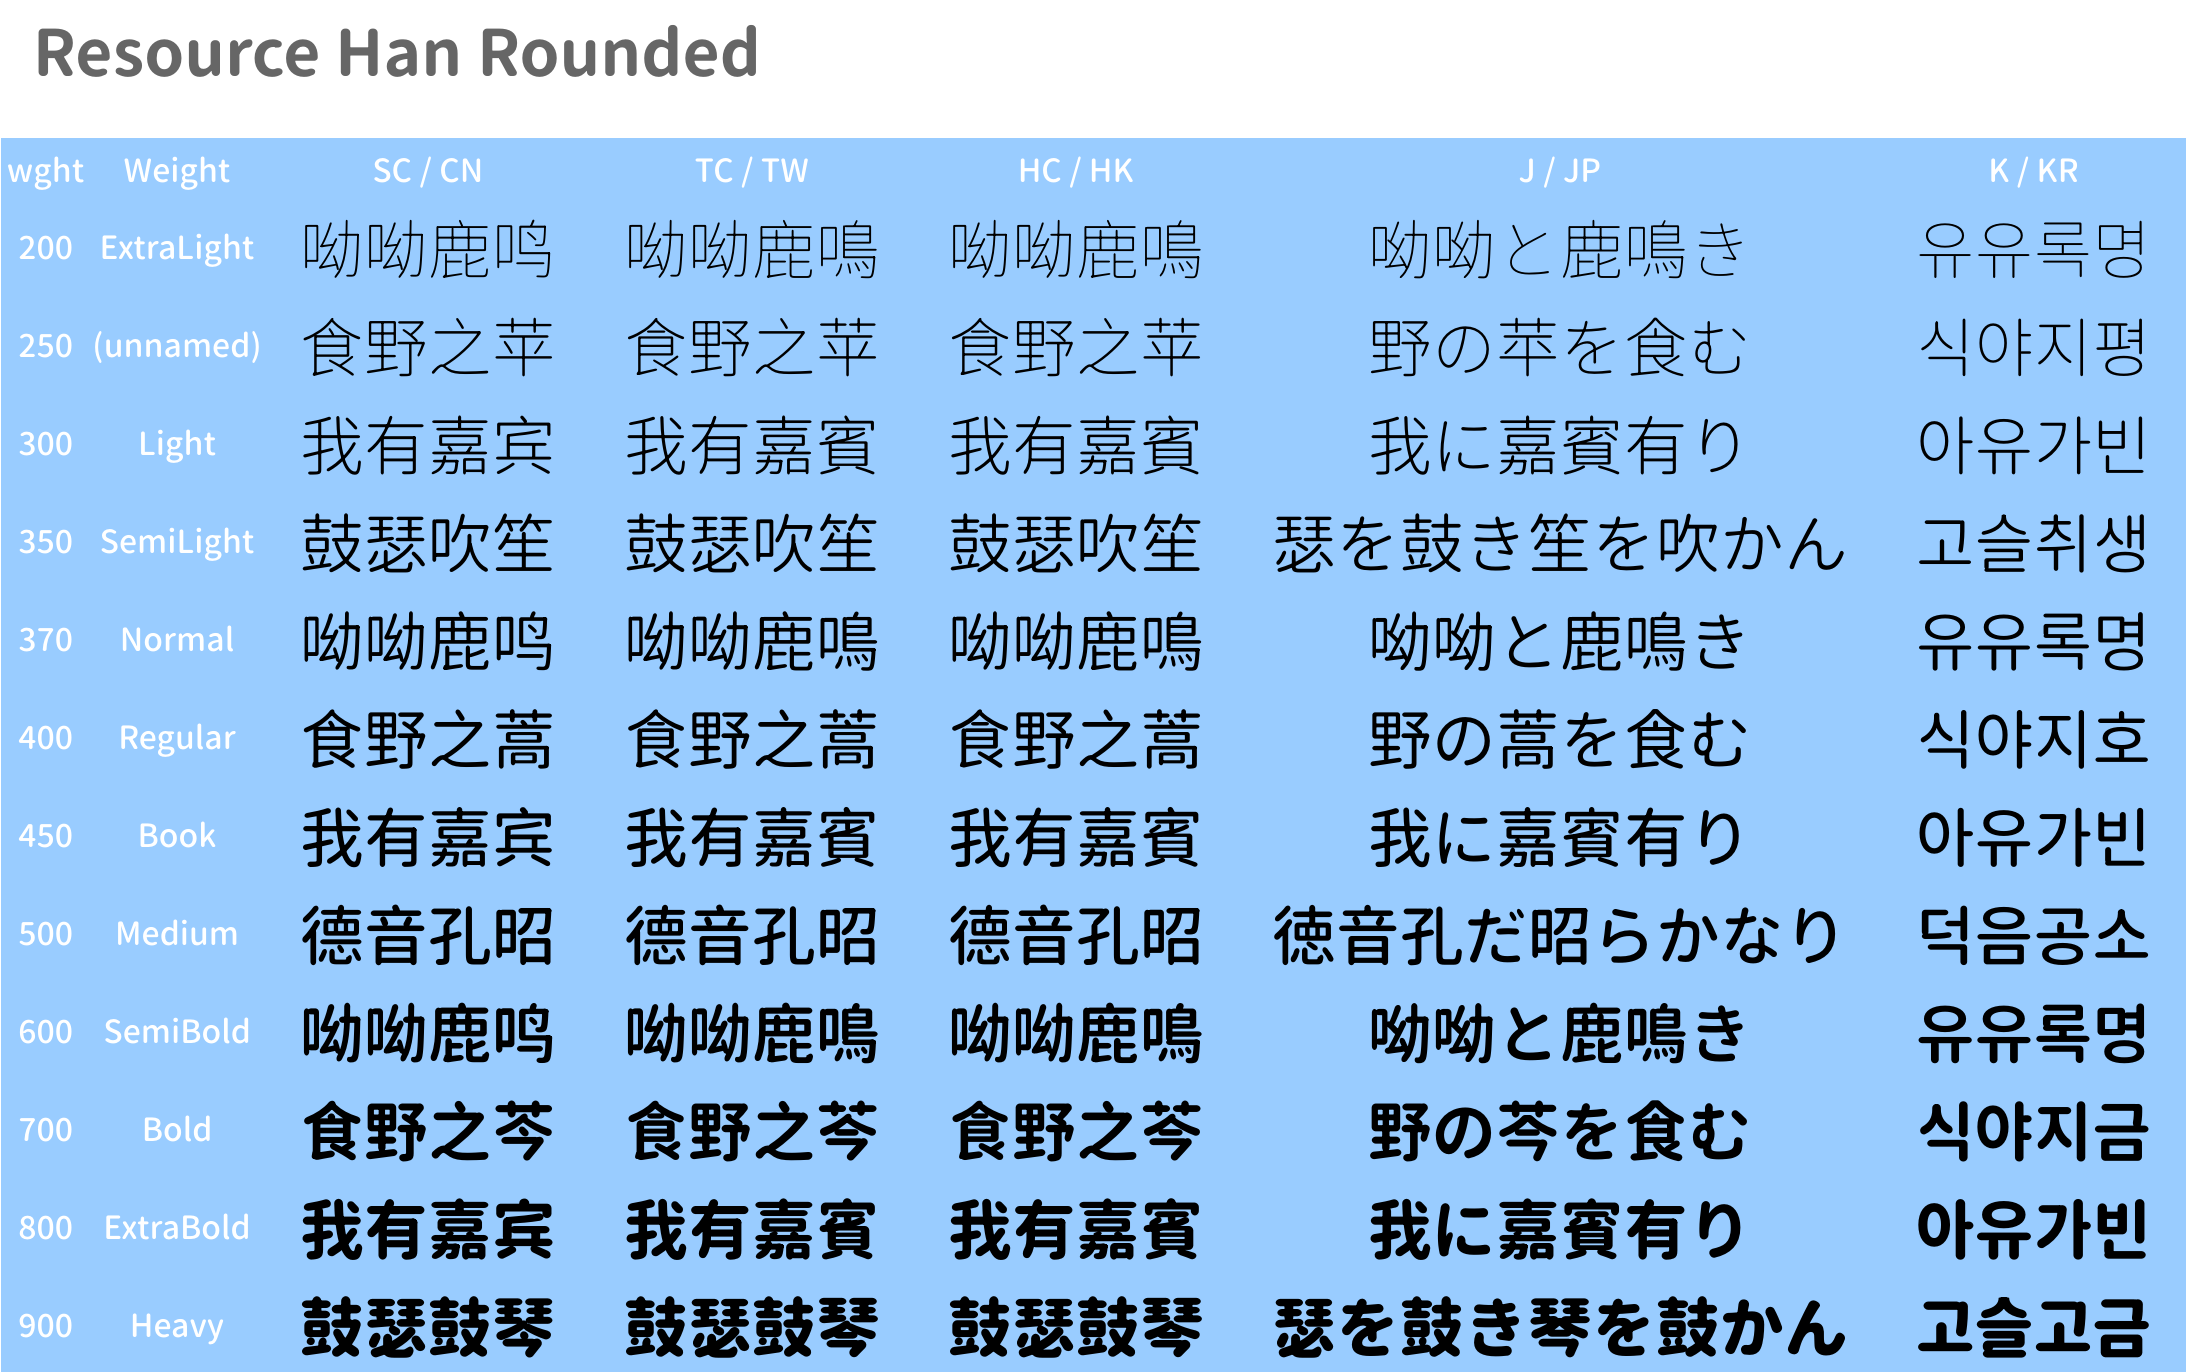 Resource Han Rounded
wght Weight SC / CN TC / TW HC / HK J / JP K / KR
200 ExtraLight 呦呦鹿鸣 呦呦鹿鳴 呦呦鹿鳴 呦呦と鹿鳴き 유유록명
250 (unnamed) 食野之苹 食野之苹 食野之苹 野の苹を食む 식야지평
300 Light 我有嘉宾 我有嘉賓 我有嘉賓 我に嘉賓有り 아유가빈
350 SemiLight 鼓瑟吹笙 鼓瑟吹笙 鼓瑟吹笙 瑟を鼓き笙を吹かん 고슬취생
370 Normal 呦呦鹿鸣 呦呦鹿鳴 呦呦鹿鳴 呦呦と鹿鳴き 유유록명
400 Regular 食野之蒿 食野之蒿 食野之蒿 野の蒿を食む 식야지호
450 Book 我有嘉宾 我有嘉賓 我有嘉賓 我に嘉賓有り 아유가빈
500 Medium 德音孔昭 德音孔昭 德音孔昭 徳音孔だ昭らかなり 덕음공소
600 SemiBold 呦呦鹿鸣 呦呦鹿鳴 呦呦鹿鳴 呦呦と鹿鳴き 유유록명
700 Bold 食野之芩 食野之芩 食野之芩 野の芩を食む 식야지금
800 ExtraBold 我有嘉宾 我有嘉賓 我有嘉賓 我に嘉賓有り 아유가빈
900 Heavy 鼓瑟鼓琴 鼓瑟鼓琴 鼓瑟鼓琴 瑟を鼓き琴を鼓かん 고슬고금